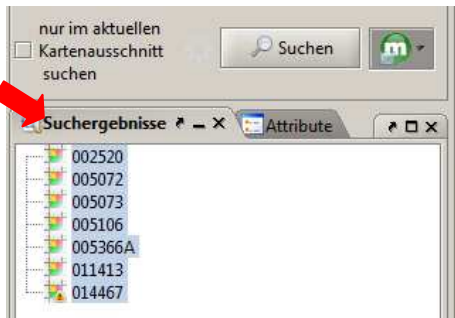 nur im aktuellen
Kartenausschnitt
suchen
Suchen
m
Suchergebnisse
Attribute
002520
005072
005073
005106
005366A
011413
014467